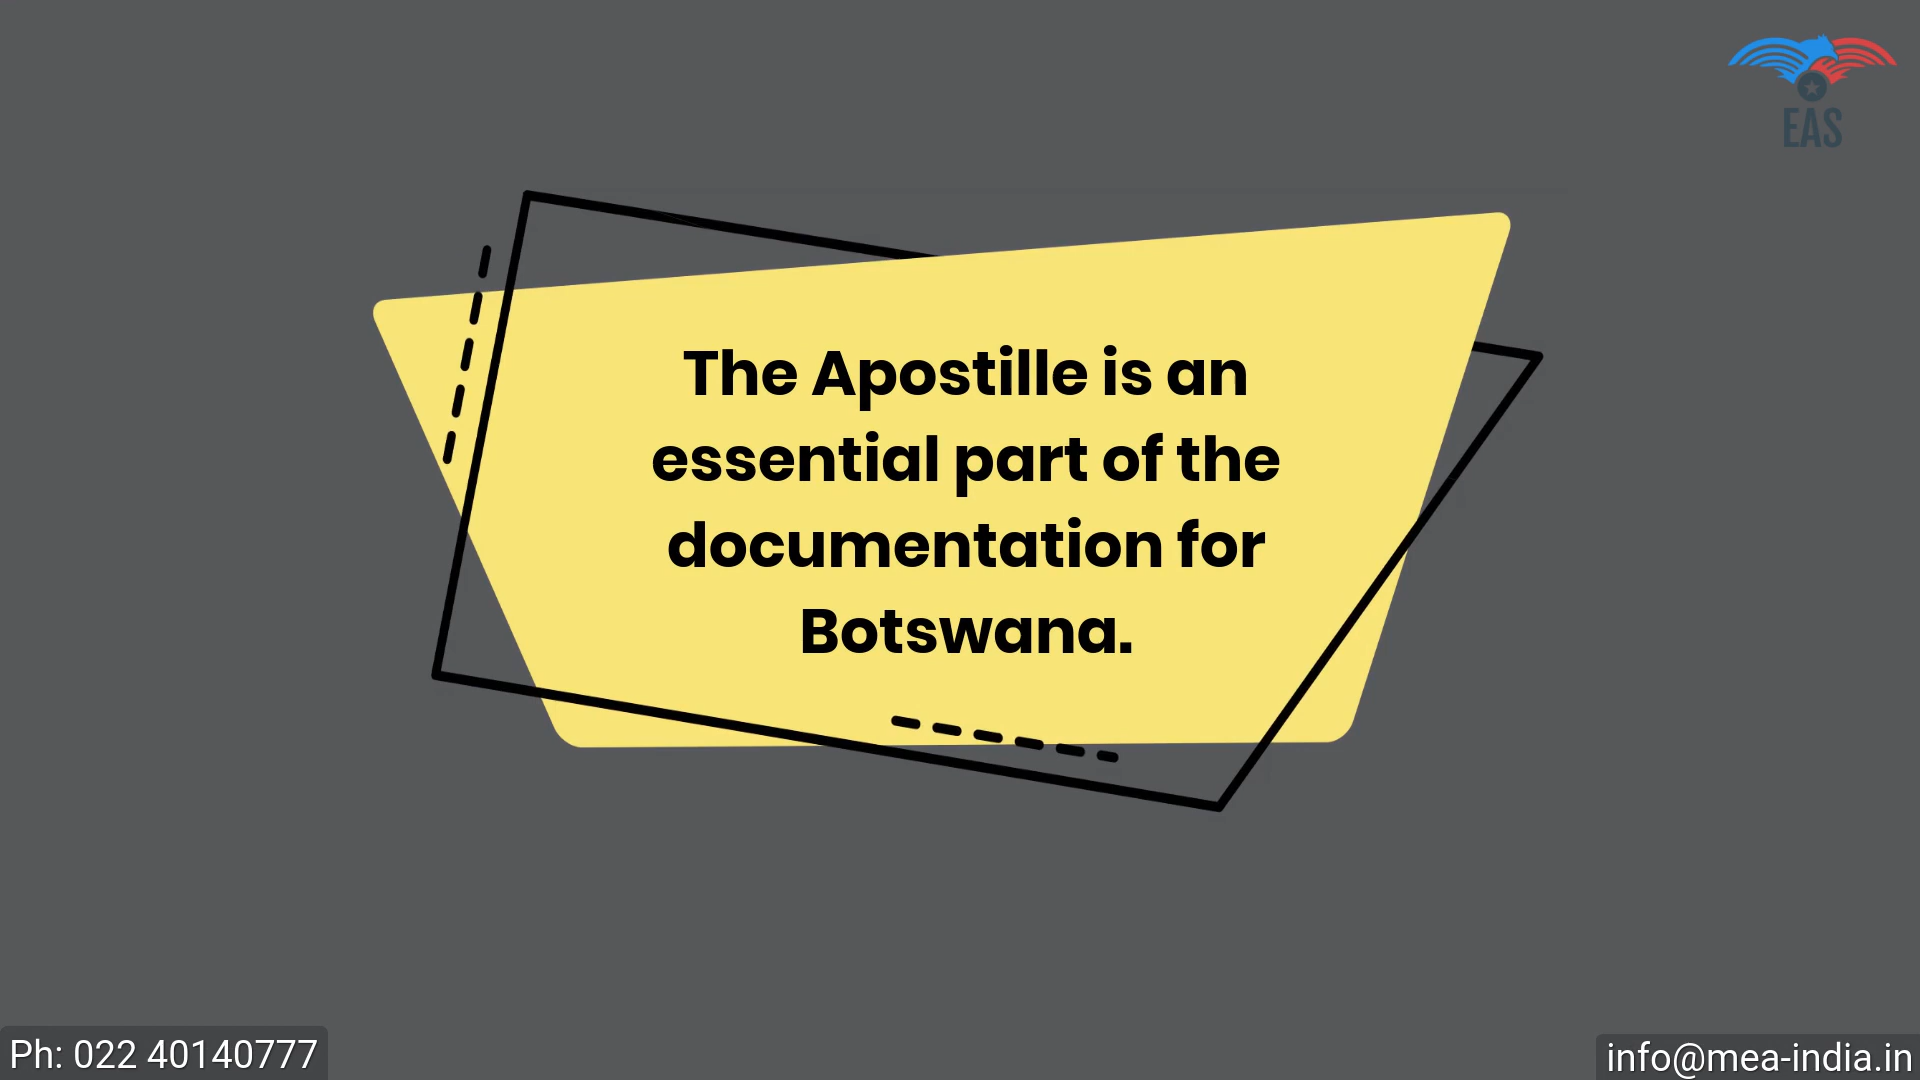 EAS
The Apostille is an
essential part of the
documentation for
Botswana.
Ph: 022 40140777
info@mea-india.in